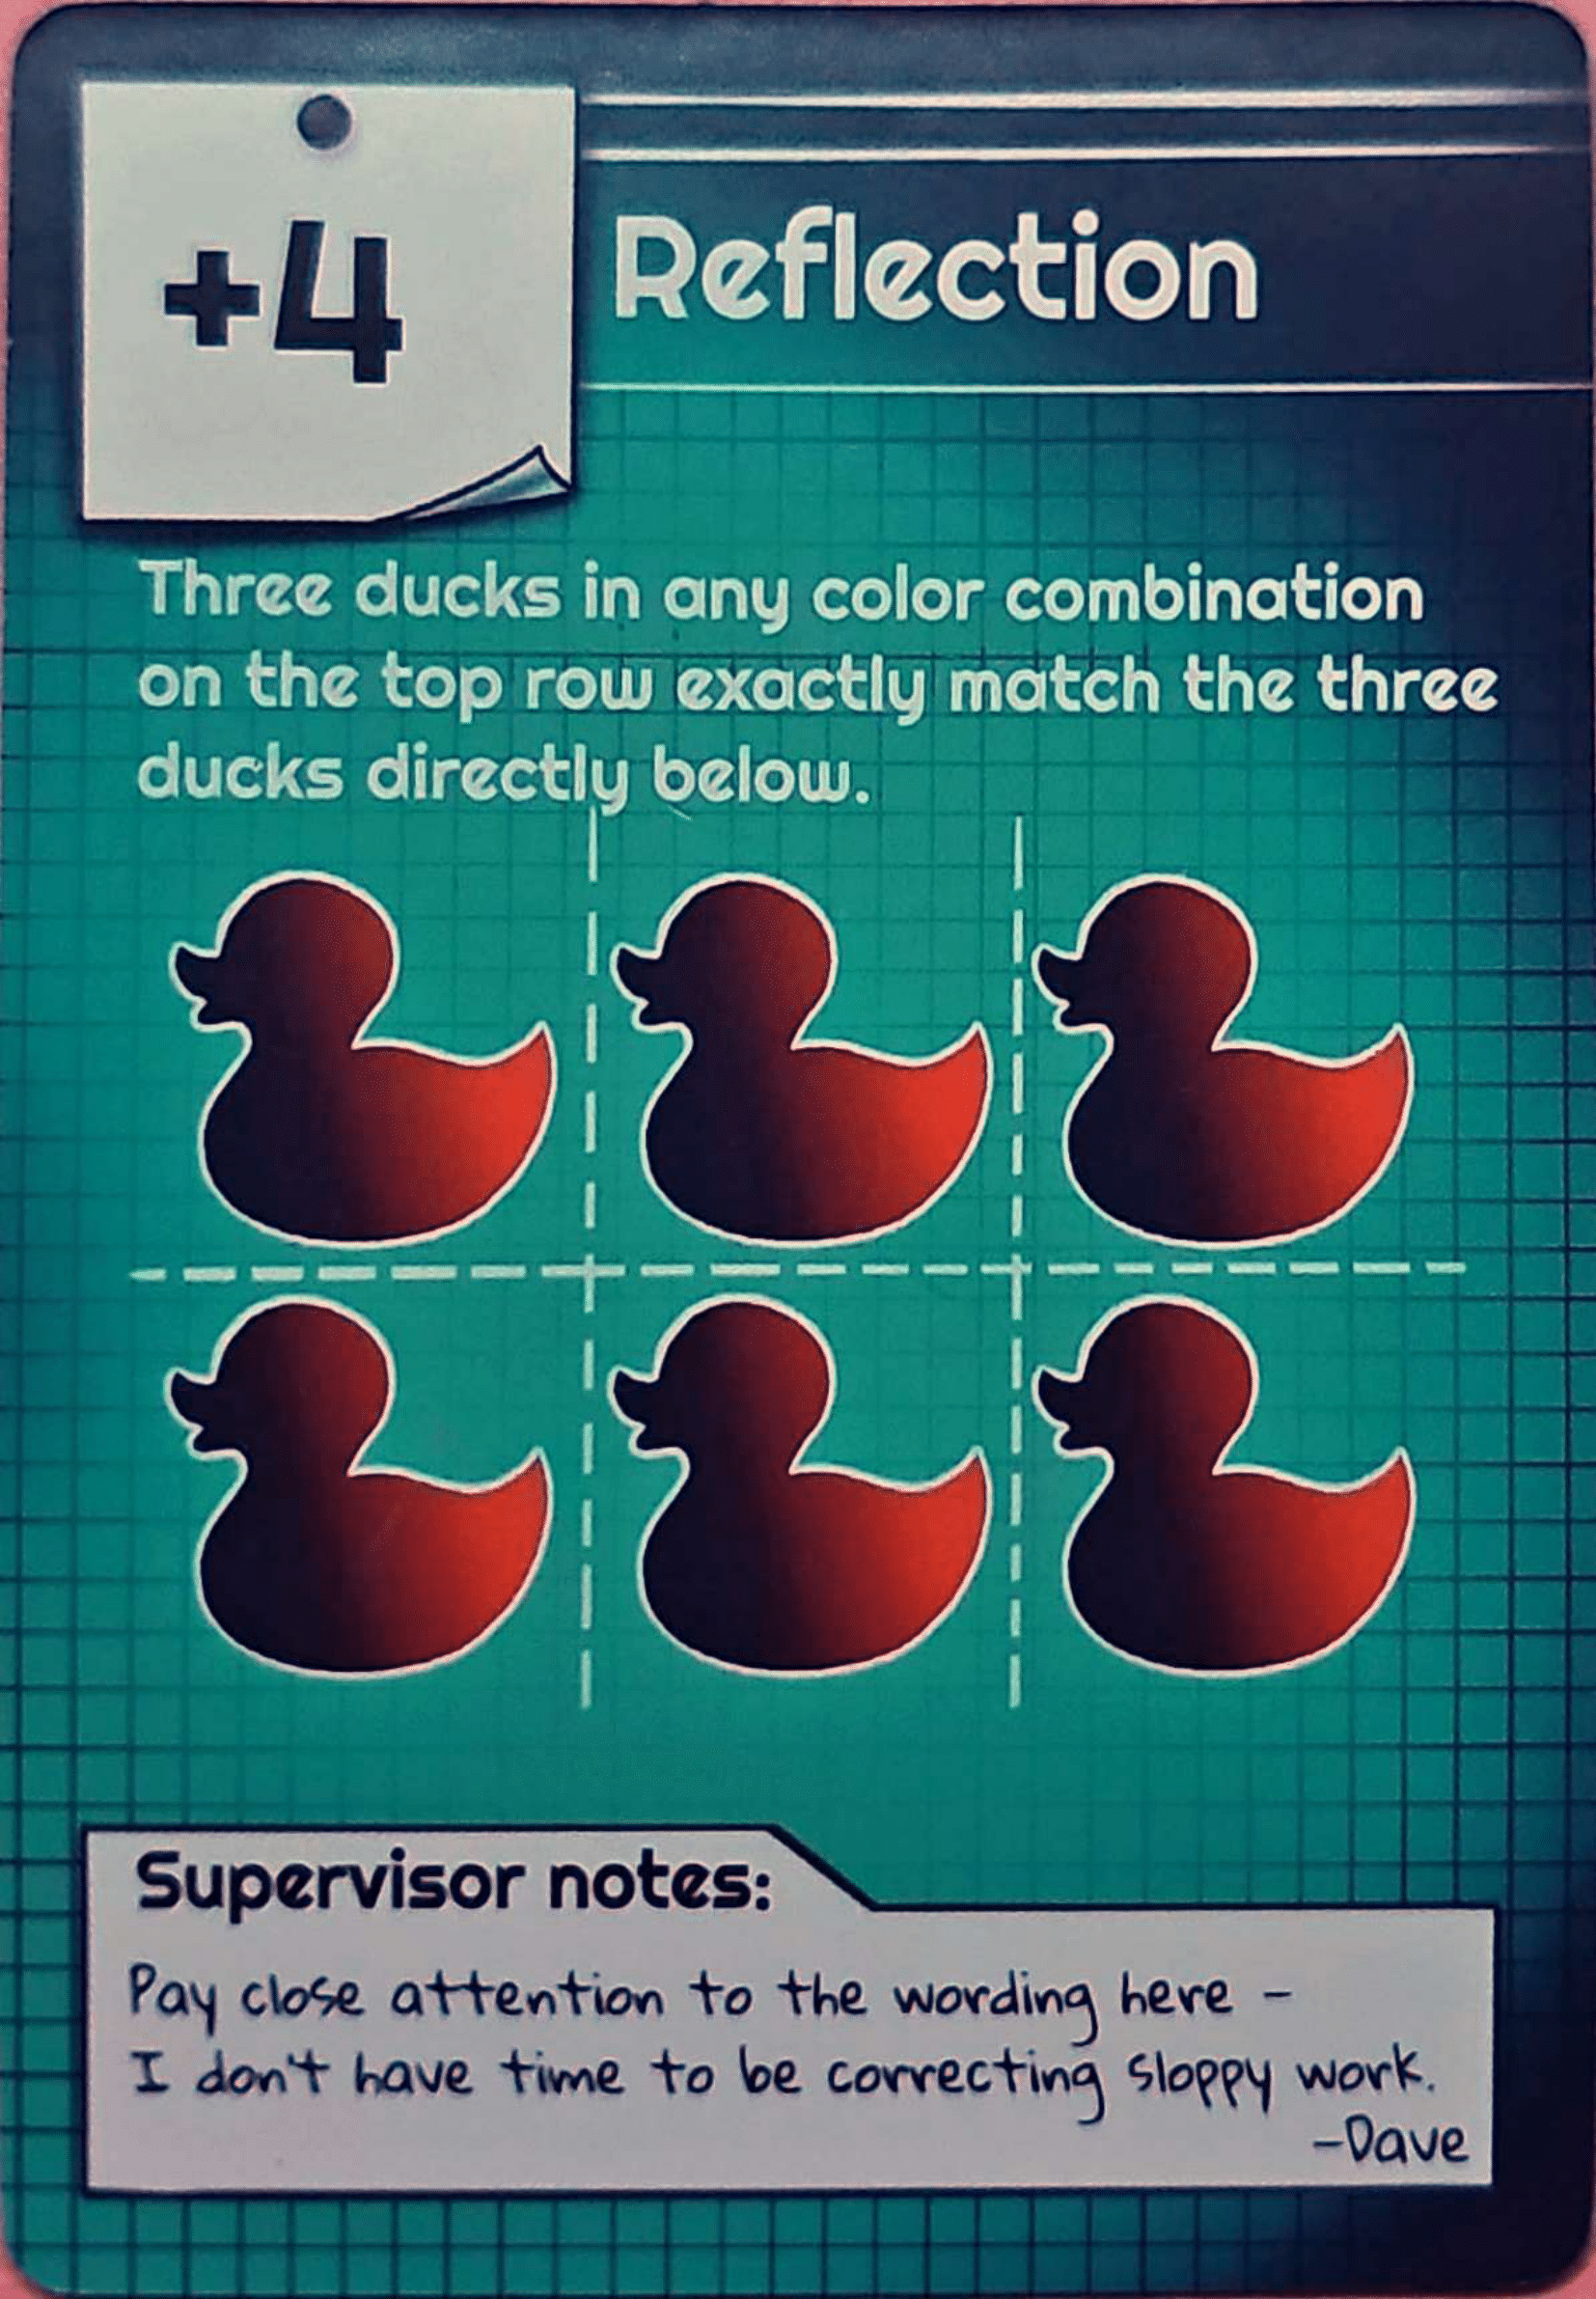 +4
Reflection
Three ducks in any color combination
on the top row exactly match the three
ducks directly below.
Supervisor notes:
Pay close attention to the wording here -
I don't have time to be correcting sloppy work.
-Dave